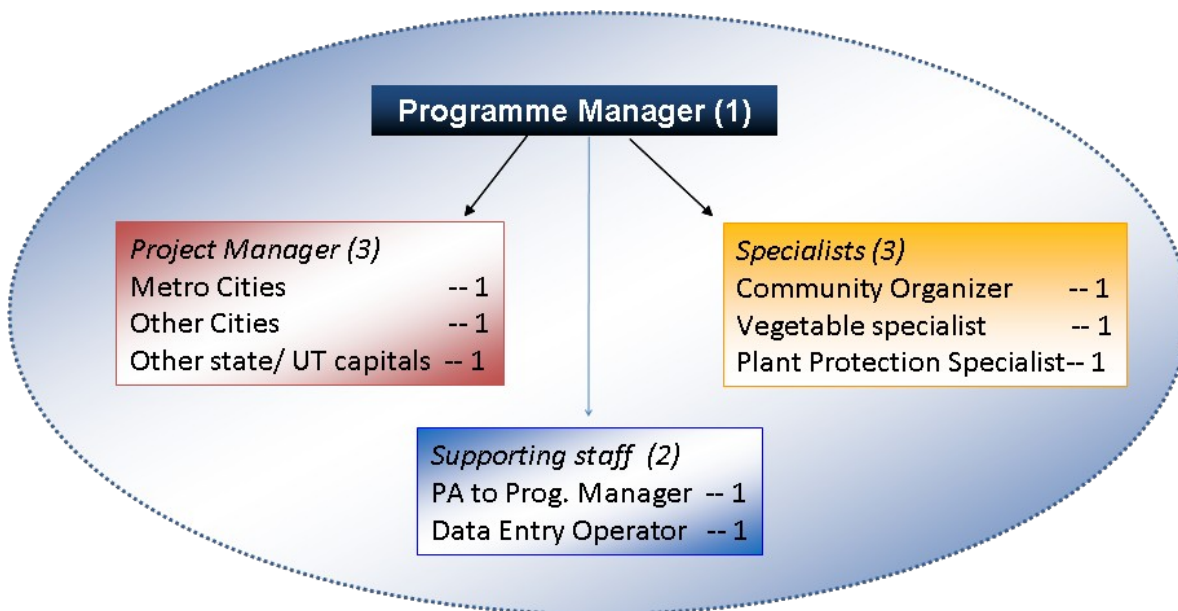 Programme Manager (1)
Project Manager (3)
Metro Cities -- 1
Other Cities -- 1
Other state/ UT capitals -- 1
Specialists (3)
Community Organizer -- 1
Vegetable specialist -- 1
Plant Protection Specialist-- 1
Supporting staff (2)
PA to Prog. Manager -- 1
Data Entry Operator -- 1